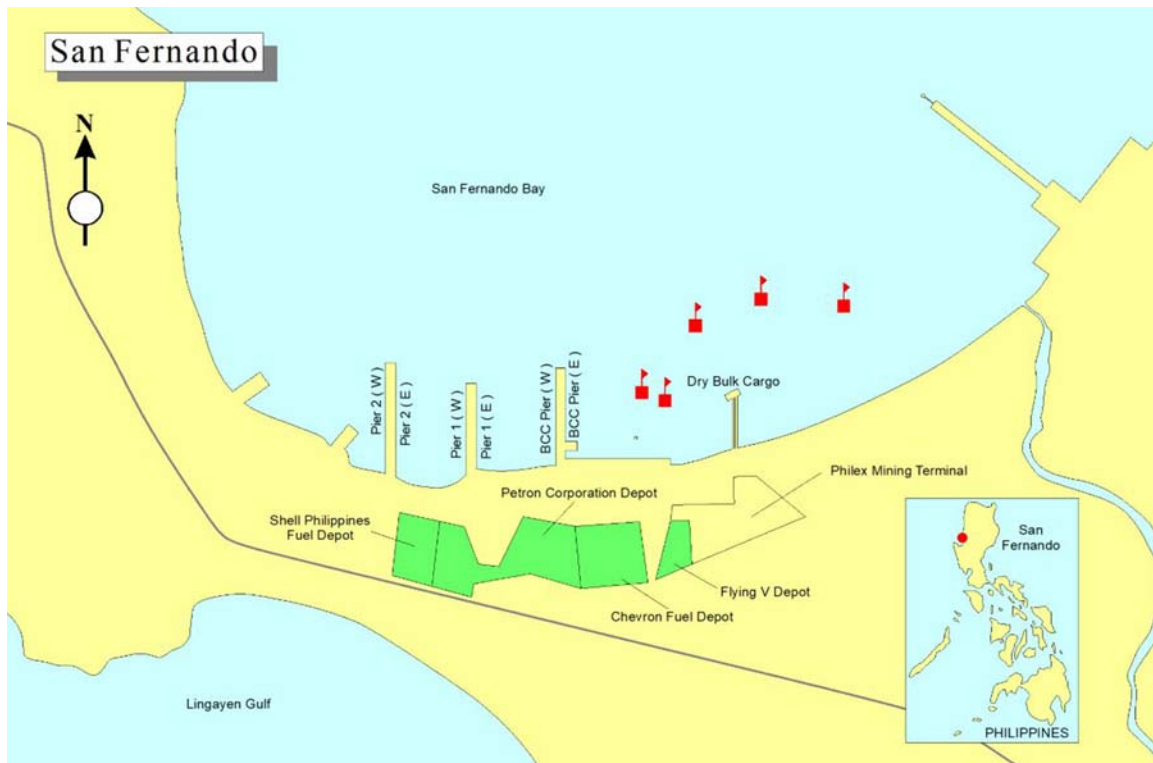 San Fernando
N
San Fernando Bay
Pier 2 ( W )
Pier 2 ( E )
Pier 1 ( W )
Pier 1 ( E )
BCC Pier ( W )
BCC Pier ( E )
Dry Bulk Cargo
Philex Mining Terminal
Petron Corporation Depot
Shell Philippines
Fuel Depot
Flying V Depot
Chevron Fuel Depot
Lingayen Gulf
San
Fernando
PHILIPPINES